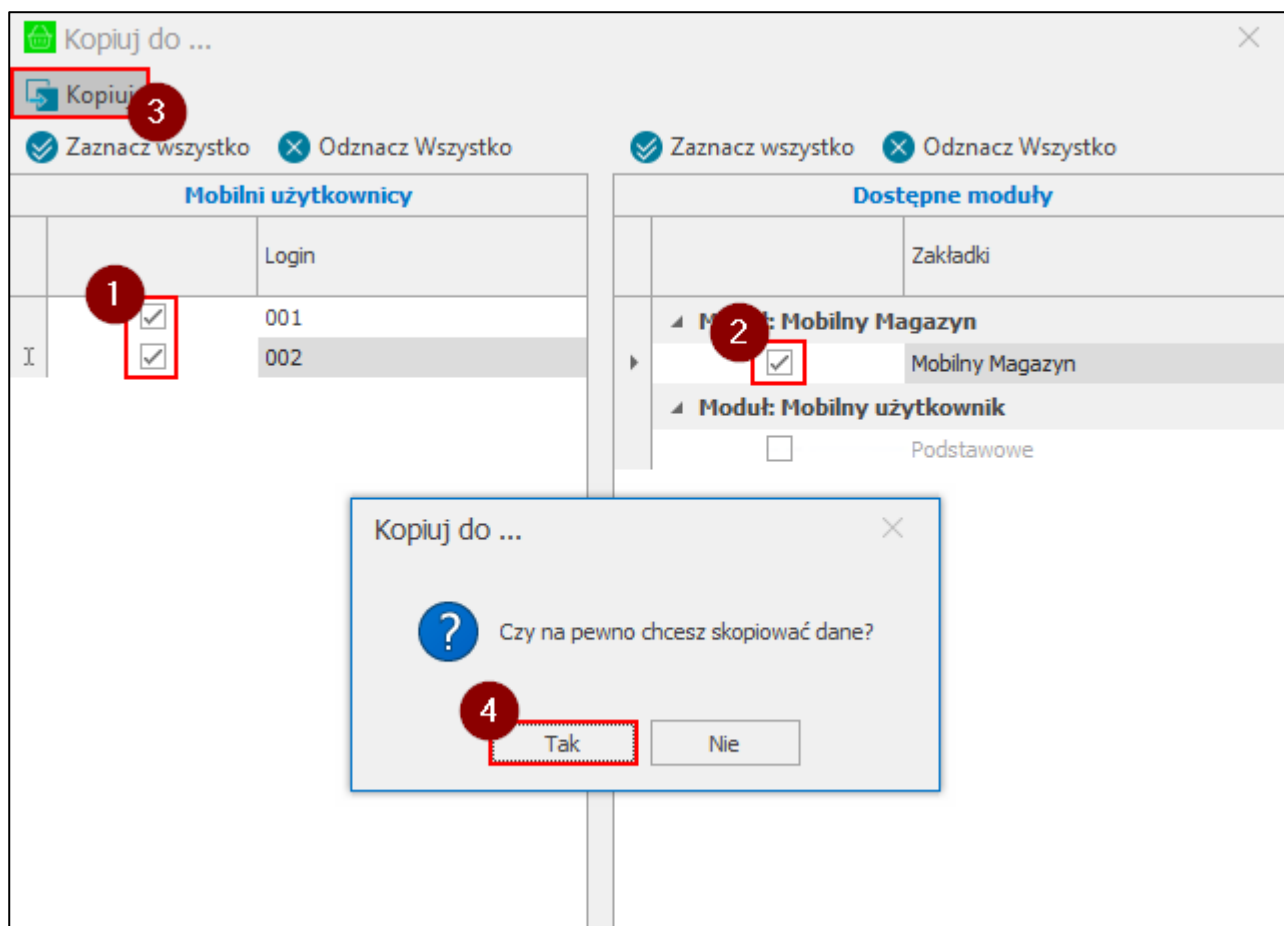 Kopiuj do ...
Kopiuj
3
Zaznacz wszystko Odznacz Wszystko
Zaznacz wszystko Odznacz Wszystko
Mobilni użytkownicy
Dostępne moduły
Login
Zakładki
1
001
002
2
: Mobilny Magazyn
Mobilny Magazyn
Moduł: Mobilny użytkownik
Podstawowe
Kopiuj do ...
?
Czy na pewno chcesz skopiować dane?
4
Tak
Nie